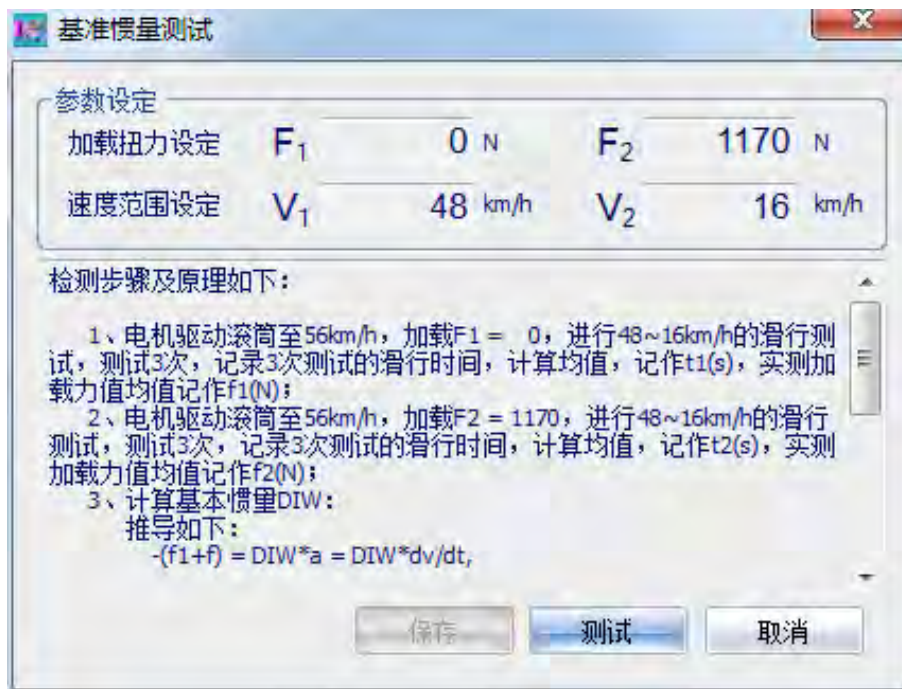 基准惯量测试
参数设定
加载扭力设定 F1 0 N F2 1170 N
速度范围设定 V1 48 km/h V2 16 km/h
检测步骤及原理如下：
1、电机驱动滚筒至56km/h，加载F1 = 0，进行48~16km/h的滑行测
试，测试3次，记录3次测试的滑行时间，计算均值，记作t1(s)，实测加
载力值均值记作f1(N)；
2、电机驱动滚筒至56km/h，加载F2 = 1170，进行48~16km/h的滑行
测试，测试3次，记录3次测试的滑行时间，计算均值，记作t2(s)，实测
加载力值均值记作f2(N)；
3、计算基本惯量DIW：
推导如下：
-(f1+f) = DIW*a = DIW*dv/dt,
保存 测试 取消